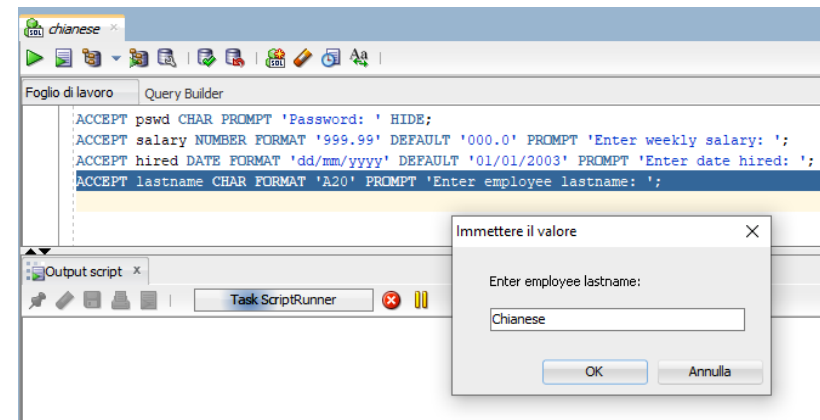 chianese
Foglio di lavoro Query Builder
ACCEPT pswd CHAR PROMPT 'Password: ' HIDE;
ACCEPT salary NUMBER FORMAT '999.99' DEFAULT '000.0' PROMPT 'Enter weekly salary: ';
ACCEPT hired DATE FORMAT 'dd/mm/yyyy' DEFAULT '01/01/2003' PROMPT 'Enter date hired: ';
ACCEPT lastname CHAR FORMAT 'A20' PROMPT 'Enter employee lastname: ';
Immettere il valore
Enter employee lastname:
Chianese
OK Annulla
Output script
Task ScriptRunner